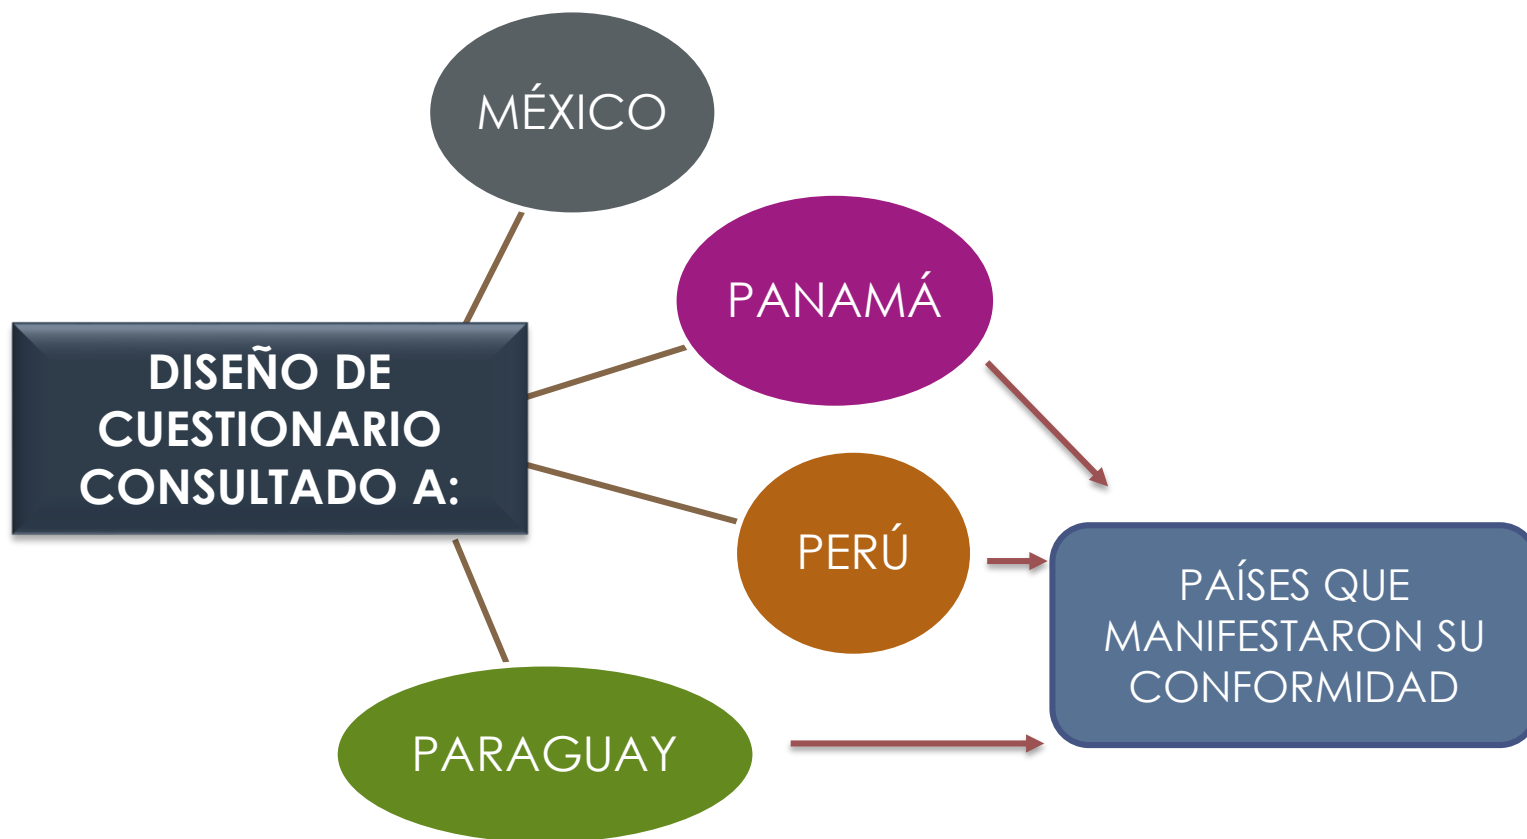 MÉXICO
PANAMÁ
DISEÑO DE
CUESTIONARIO
CONSULTADO A:
PERÚ
PAÍSES QUE
MANIFESTARON SU
CONFORMIDAD
PARAGUAY